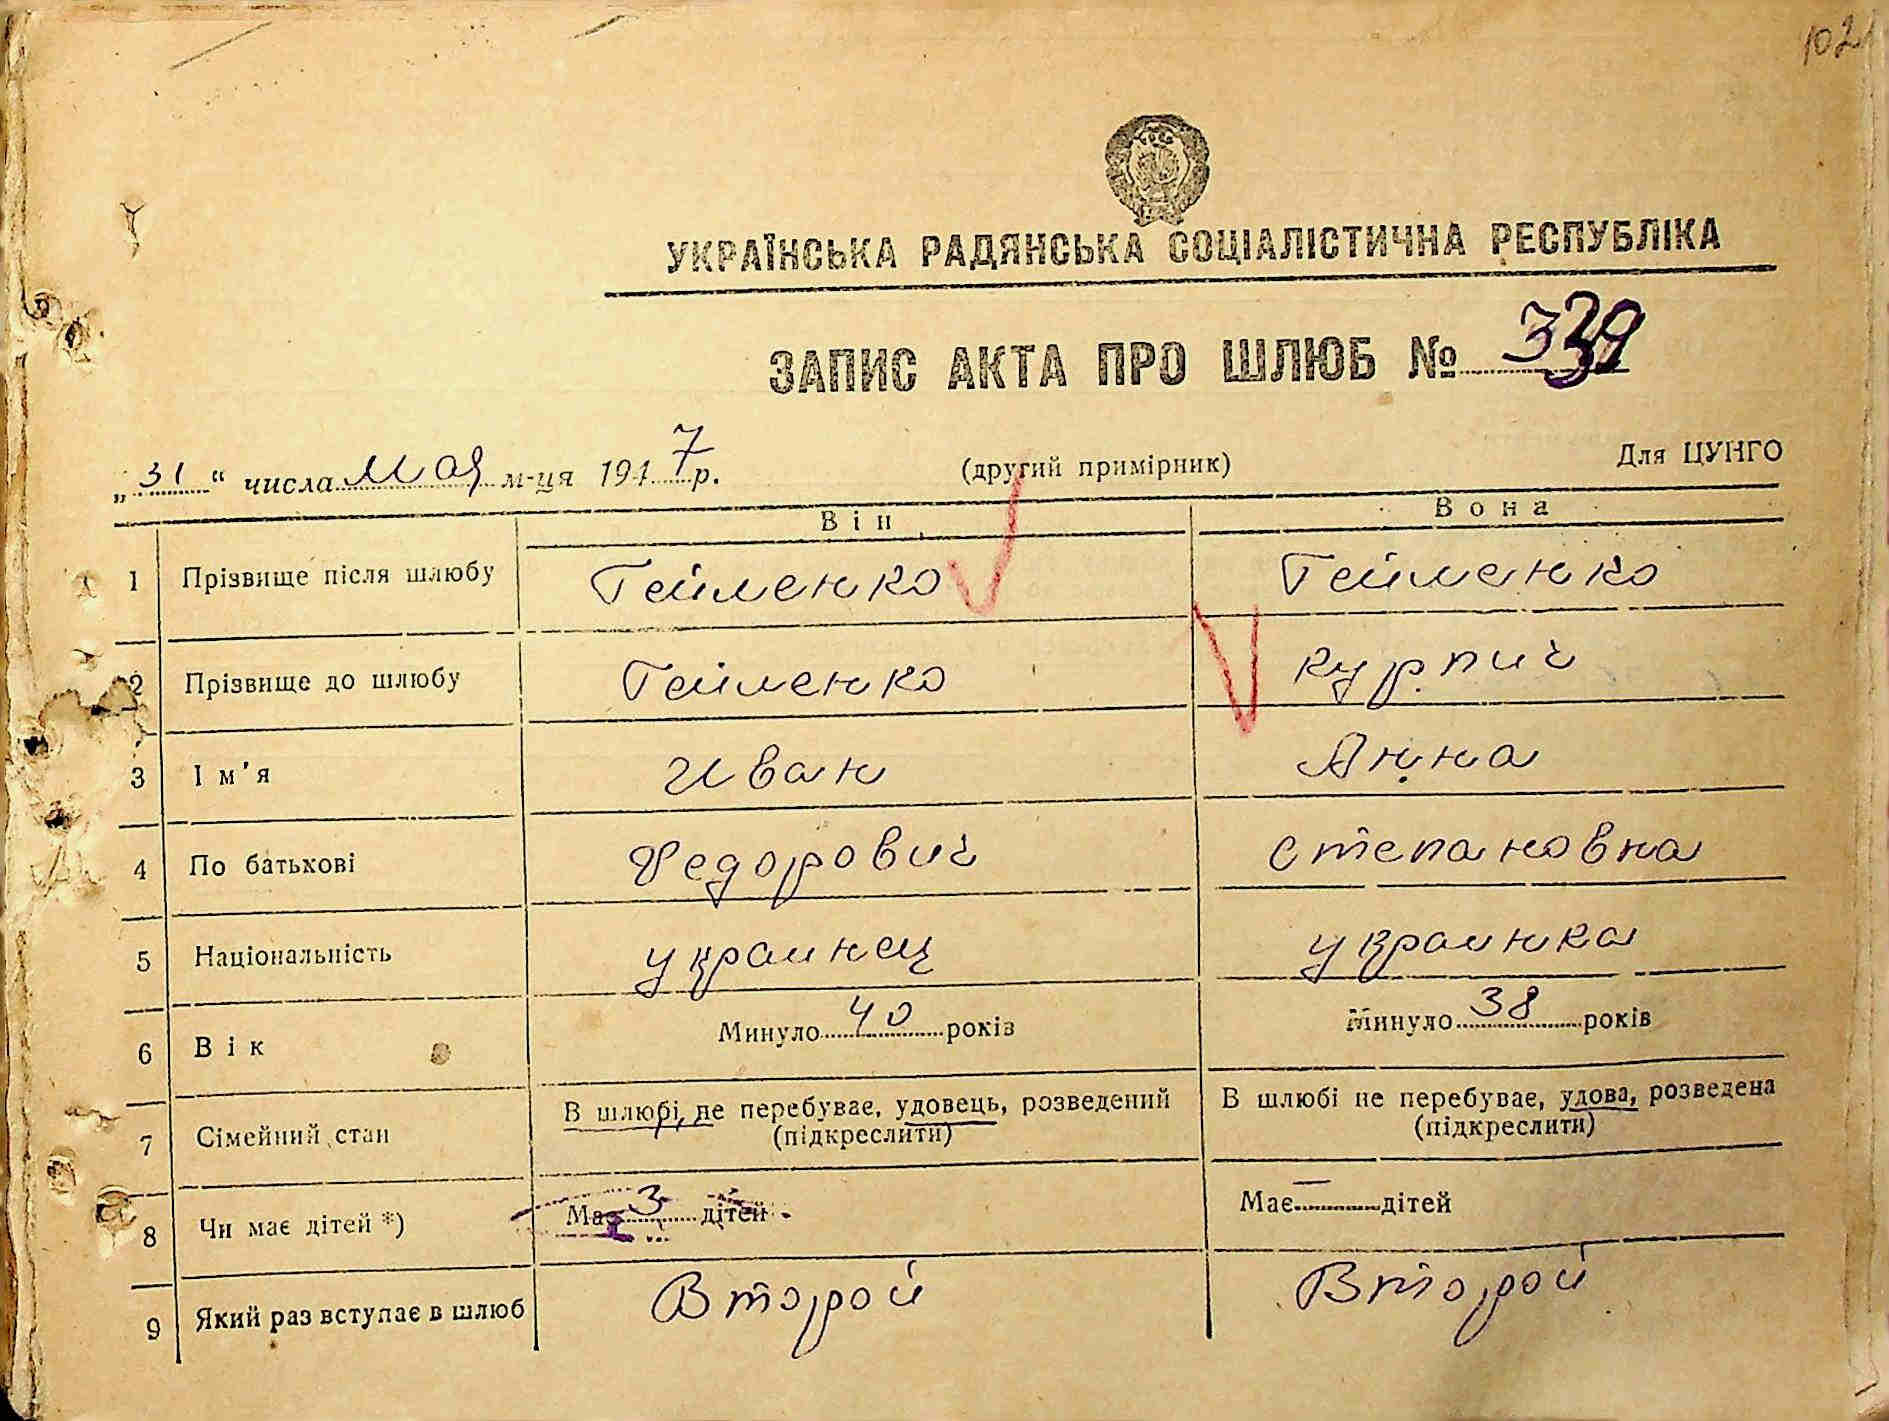 102
УКРАЇНСЬКА РАДЯНСЬКА СОЦІАЛІСТИЧНА РЕСПУБЛІКА
ЗАПИС АКТА ПРО ШЛЮБ №
„31“ числа Мая м-ця 1947 р. (другий примірник) Для ЦУНГО
Він Вона
1 Прізвище після шлюбу Гейменко Гейменко
2 Прізвище до шлюбу Гейменко Курпич
3 Ім'я Иван Анна
4 По батькові Федорович Степановна
5 Національність украинец украинка
6 Вік Минуло 40 років Минуло 38 років
7 Сімейний стан В шлюбі, не перебуває, удовець, розведений (підкреслити) В шлюбі не перебуває, удова, розведена (підкреслити)
8 Чи має дітей *) Має 3 дітей Має — дітей
9 Який раз вступає в шлюб Второй Второй